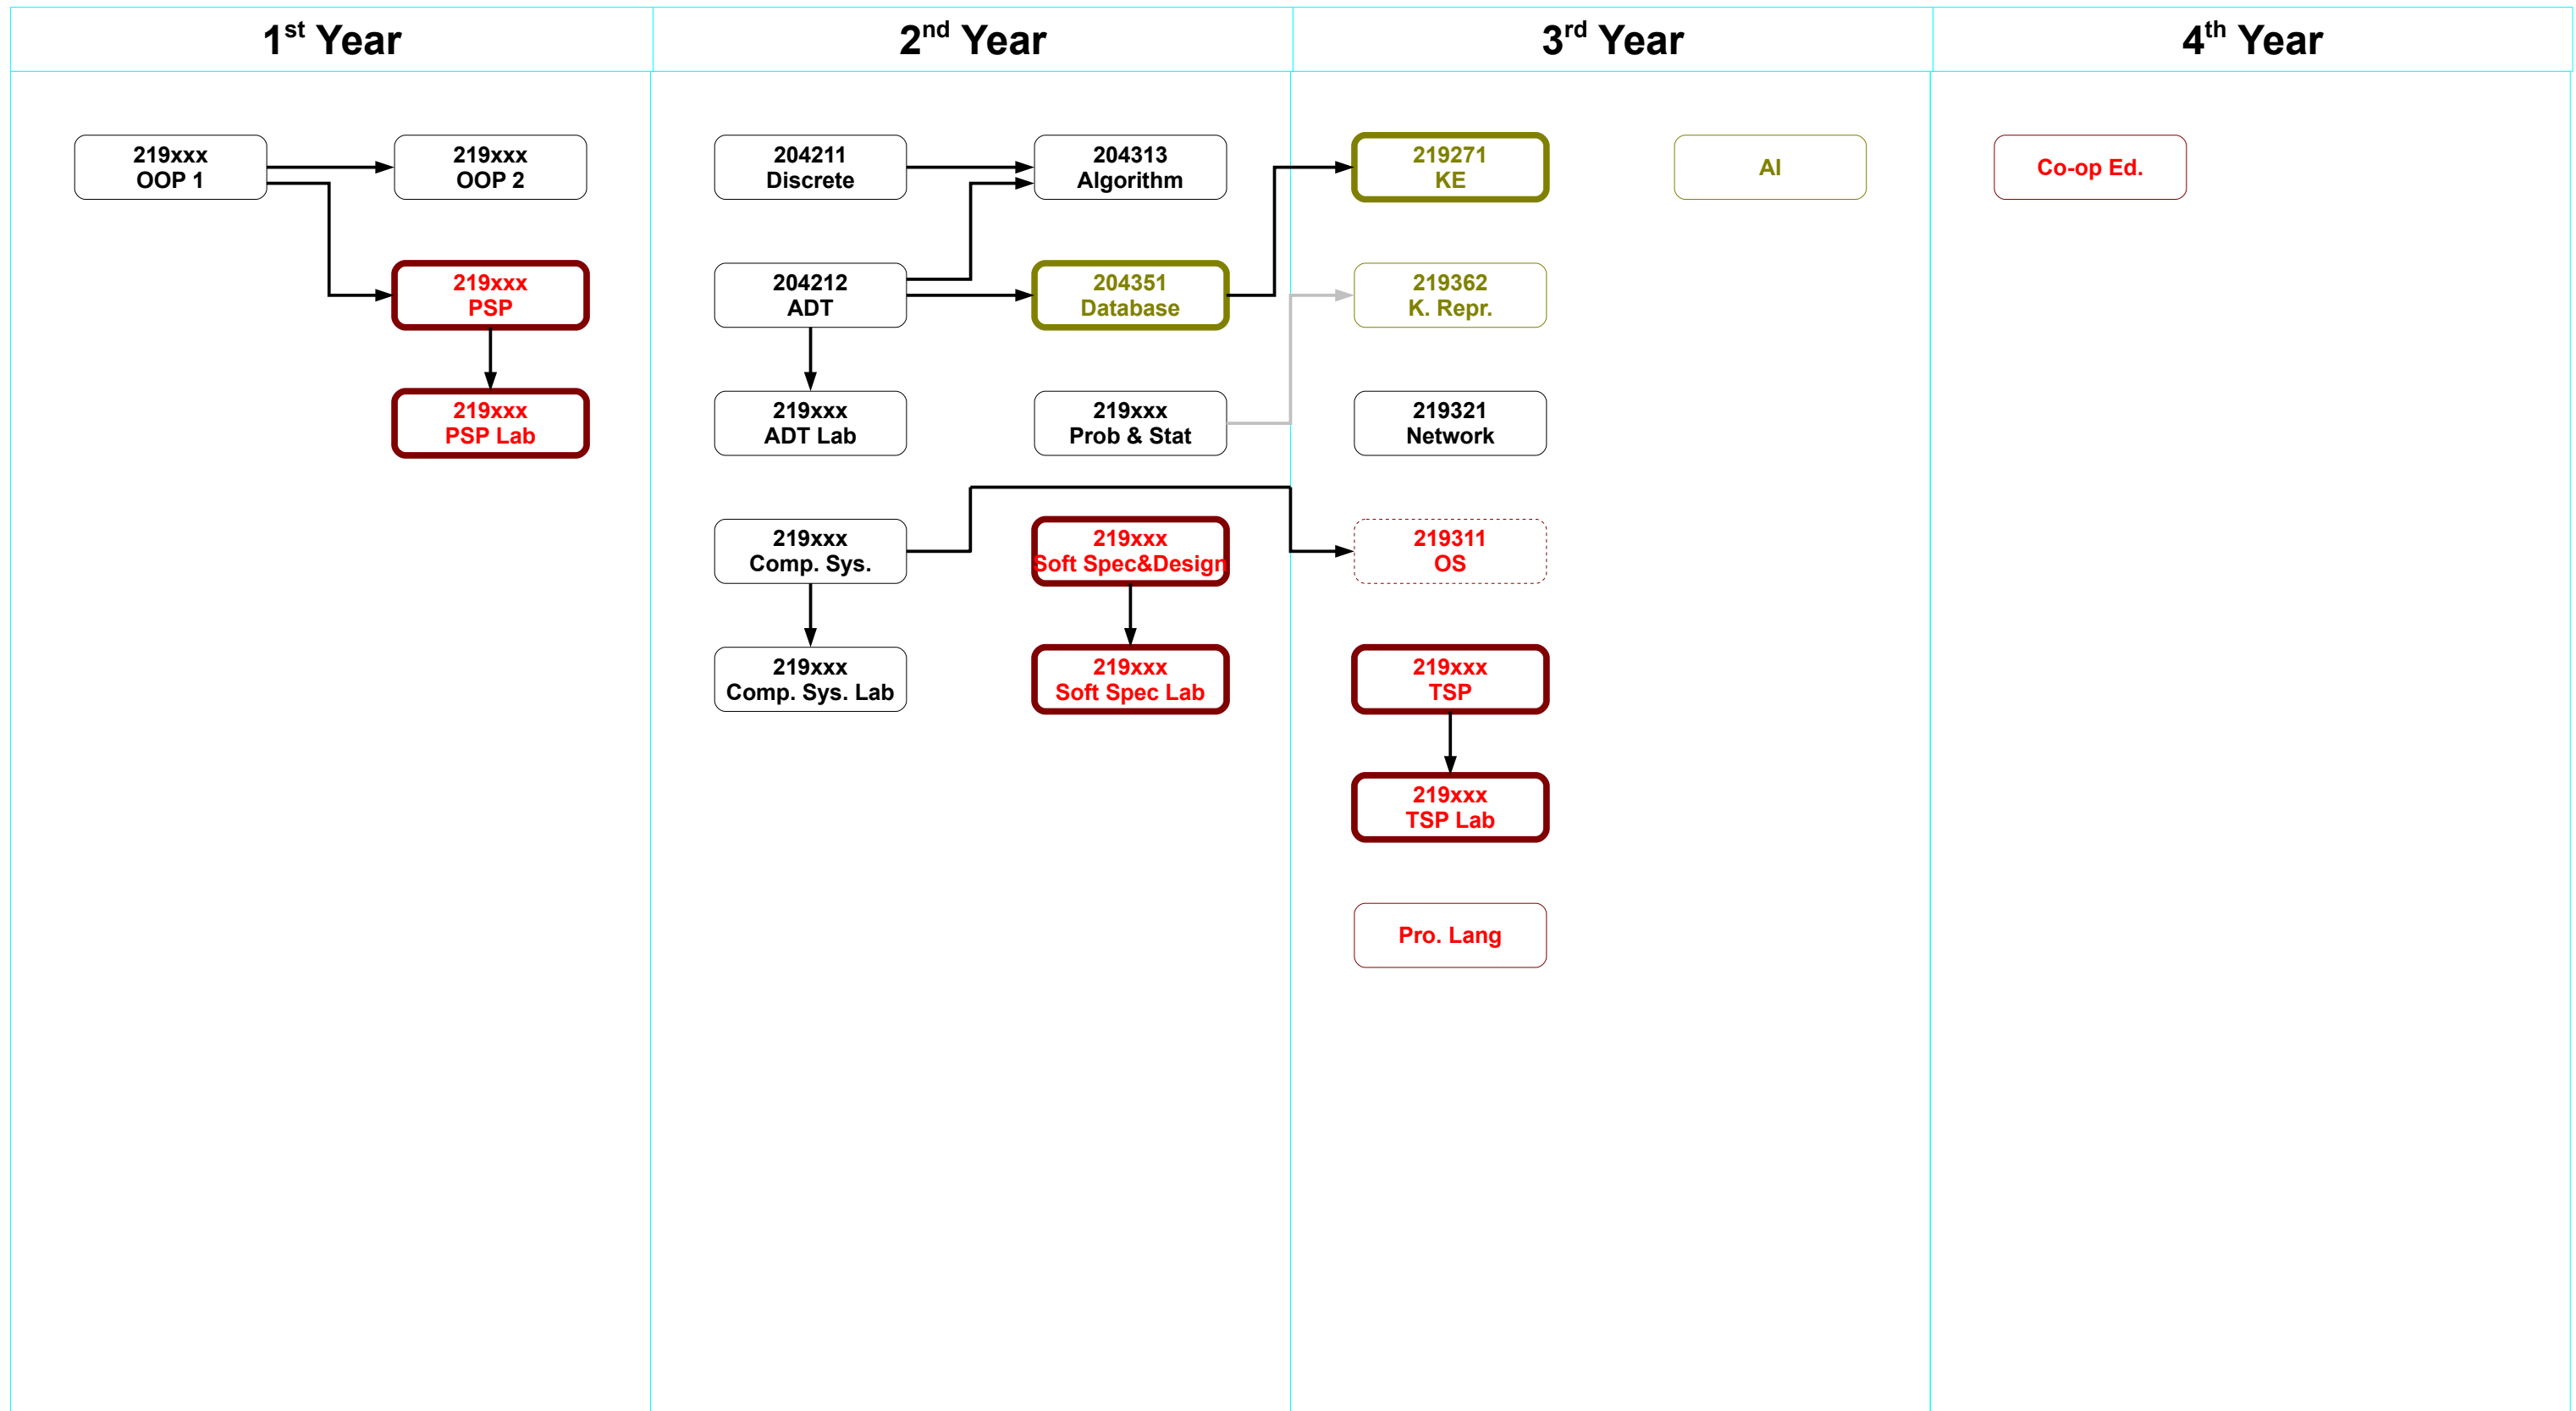 1st Year
2nd Year
3rd Year
4th Year
219xxx
OOP 1
219xxx
OOP 2
204211
Discrete
204313
Algorithm
219271
KE
AI
Co-op Ed.
219xxx
PSP
204212
ADT
204351
Database
219362
K. Repr.
219xxx
PSP Lab
219xxx
ADT Lab
219xxx
Prob & Stat
219321
Network
219xxx
Comp. Sys.
219xxx
Soft Spec&Design
219311
OS
219xxx
Comp. Sys. Lab
219xxx
Soft Spec Lab
219xxx
TSP
219xxx
TSP Lab
Pro. Lang